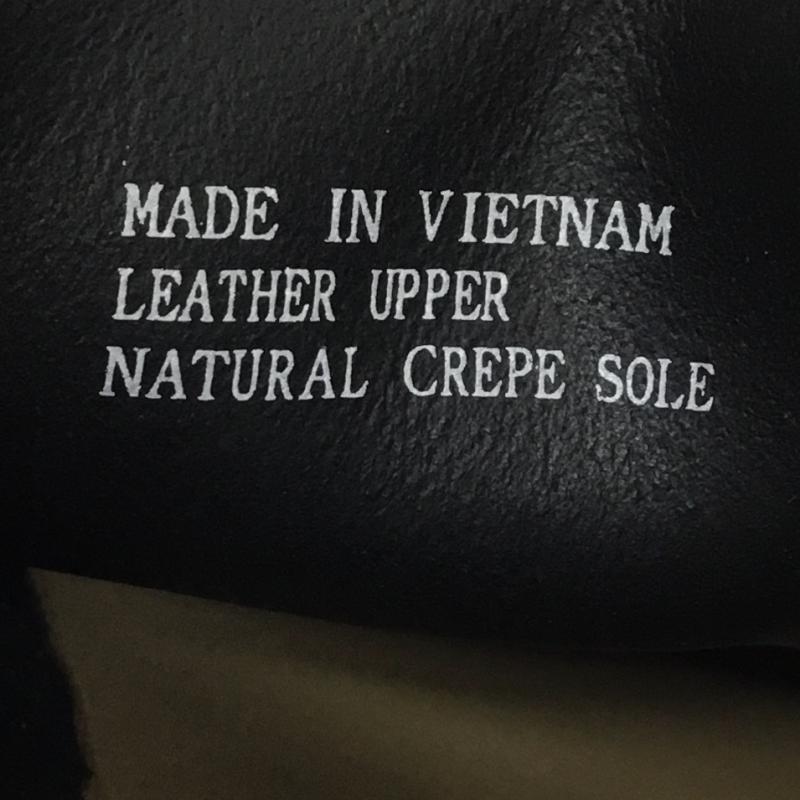 MADE IN VIETNAM
LEATHER UPPER
NATURAL CREPE SOLE